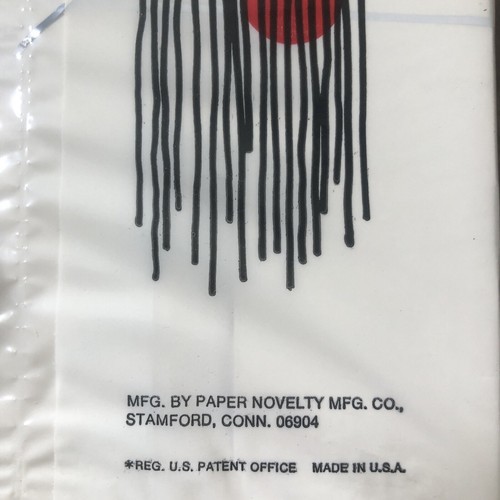 MFG. BY PAPER NOVELTY MFG. CO.,
STAMFORD, CONN. 06904
*REG. U.S. PATENT OFFICE MADE IN U.S.A.